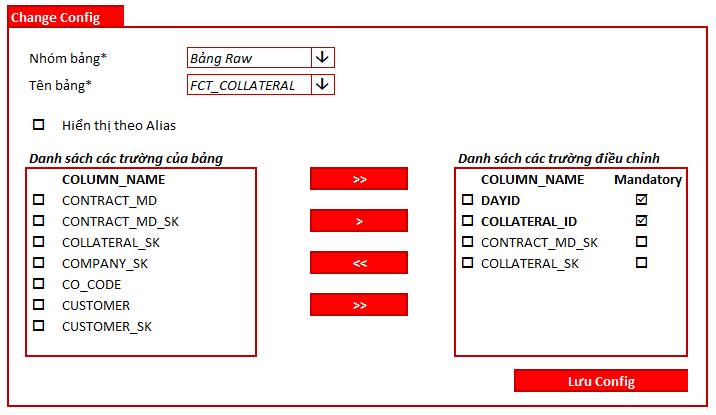 Change Config
Nhóm bảng* Bảng Raw
Tên bảng* FCT_COLLATERAL
Hiển thị theo Alias
Danh sách các trường của bảng
COLUMN_NAME
CONTRACT_MD
CONTRACT_MD_SK
COLLATERAL_SK
COMPANY_SK
CO_CODE
CUSTOMER
CUSTOMER_SK
>>
>
<<
>>
Danh sách các trường điều chỉnh
COLUMN_NAME Mandatory
DAYID
COLLATERAL_ID
CONTRACT_MD_SK
COLLATERAL_SK
Lưu Config